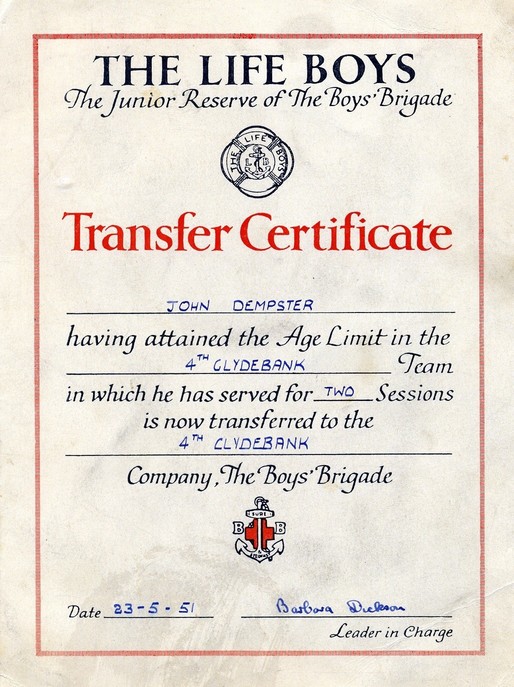 THE LIFE BOYS
The Junior Reserve of The Boys' Brigade
THE LIFE BOYS
L B
Transfer Certificate
JOHN DEMPSTER
having attained the Age Limit in the
4TH CLYDEBANK Team
in which he has served for TWO Sessions
is now transferred to the
4TH CLYDEBANK
Company, The Boys' Brigade
SURE
B B
& STEDFAST
Date 23-5-51 Barbara Dickson
Leader in Charge